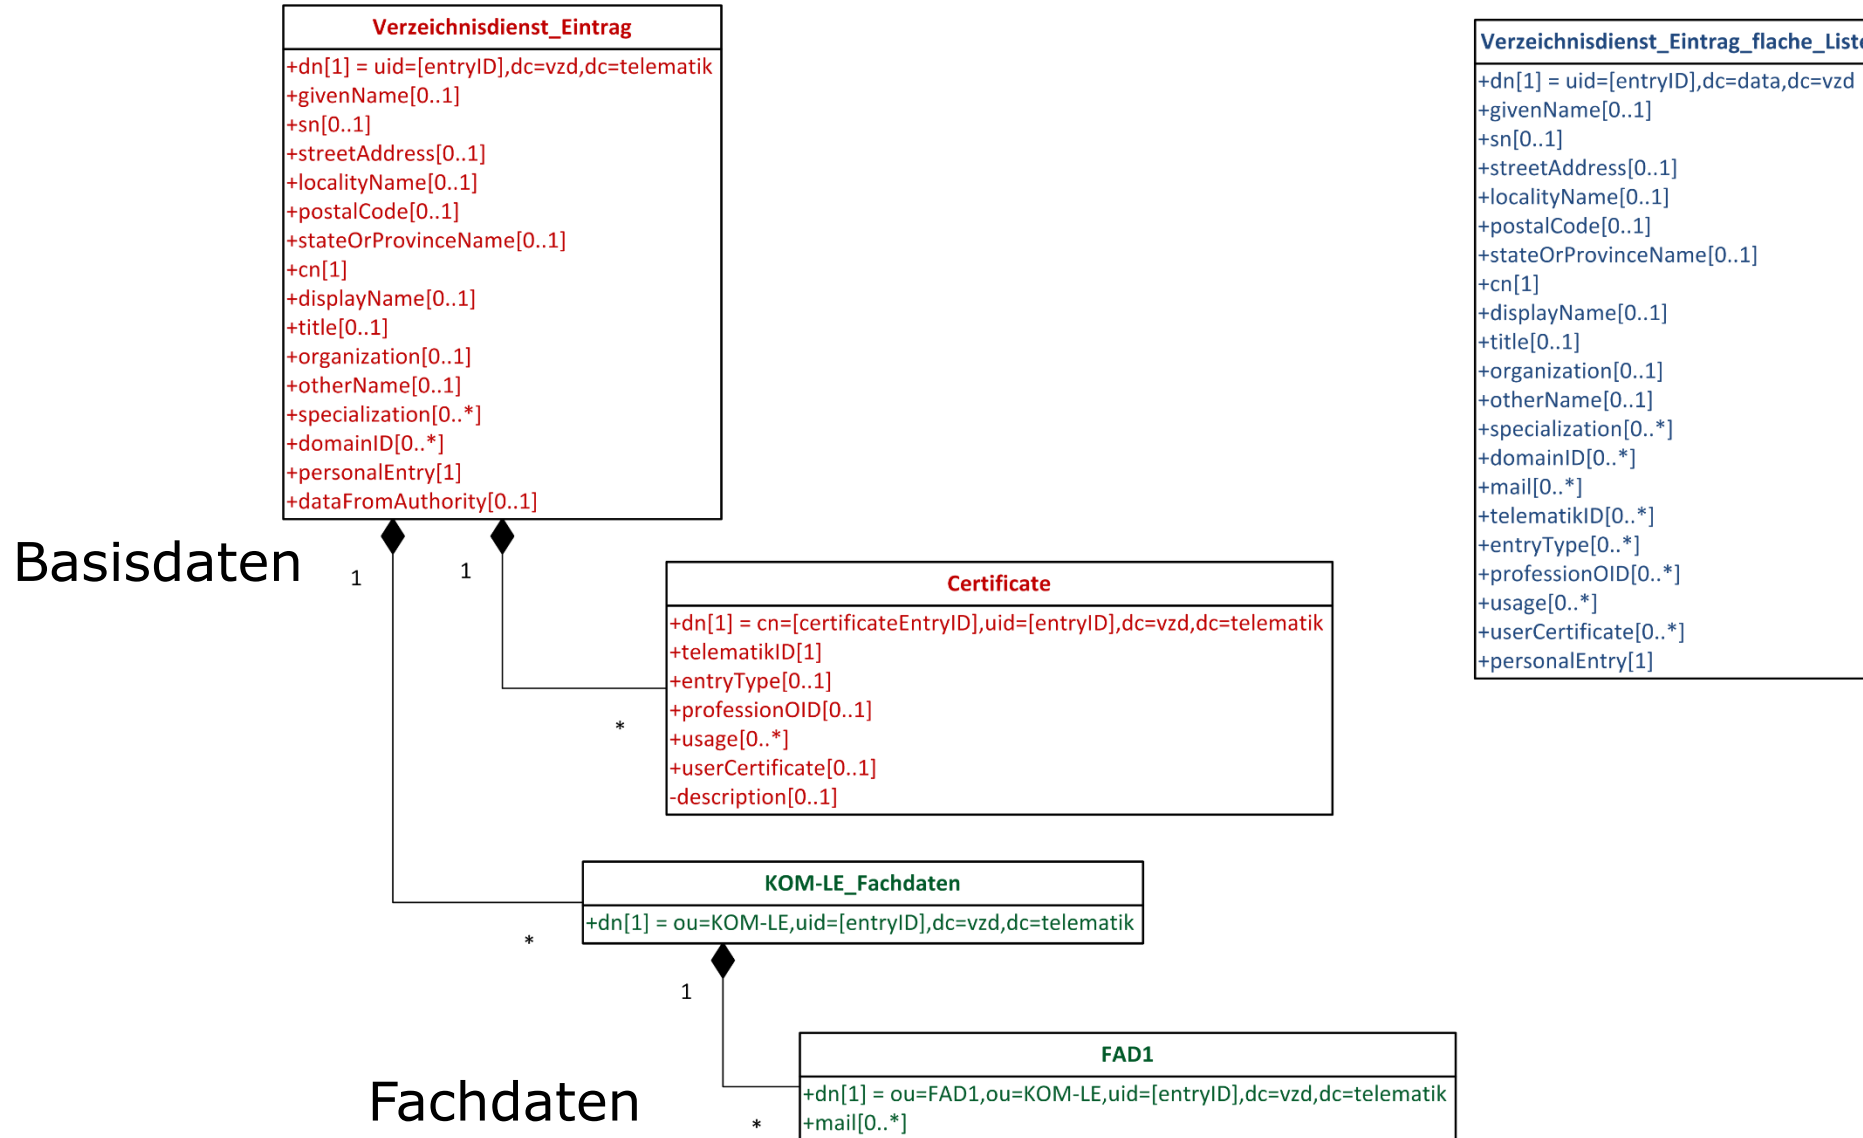 Verzeichnisdienst_Eintrag
+dn[1] = uid=[entryID],dc=vzd,dc=telematik
+givenName[0..1]
+sn[0..1]
+streetAddress[0..1]
+localityName[0..1]
+postalCode[0..1]
+stateOrProvinceName[0..1]
+cn[1]
+displayName[0..1]
+title[0..1]
+organization[0..1]
+otherName[0..1]
+specialization[0..*]
+domainID[0..*]
+personalEntry[1]
+dataFromAuthority[0..1]
Verzeichnisdienst_Eintrag_flache_Liste
+dn[1] = uid=[entryID],dc=data,dc=vzd
+givenName[0..1]
+sn[0..1]
+streetAddress[0..1]
+localityName[0..1]
+postalCode[0..1]
+stateOrProvinceName[0..1]
+cn[1]
+displayName[0..1]
+title[0..1]
+organization[0..1]
+otherName[0..1]
+specialization[0..*]
+domainID[0..*]
+mail[0..*]
+telematikID[0..*]
+entryType[0..*]
+professionOID[0..*]
+usage[0..*]
+userCertificate[0..*]
+personalEntry[1]
Basisdaten
1
1
Certificate
+dn[1] = cn=[certificateEntryID],uid=[entryID],dc=vzd,dc=telematik
+telematikID[1]
+entryType[0..1]
+professionOID[0..1]
+usage[0..*]
+userCertificate[0..1]
-description[0..1]
*
KOM-LE_Fachdaten
+dn[1] = ou=KOM-LE,uid=[entryID],dc=vzd,dc=telematik
*
1
FAD1
+dn[1] = ou=FAD1,ou=KOM-LE,uid=[entryID],dc=vzd,dc=telematik
+mail[0..*]
*
Fachdaten